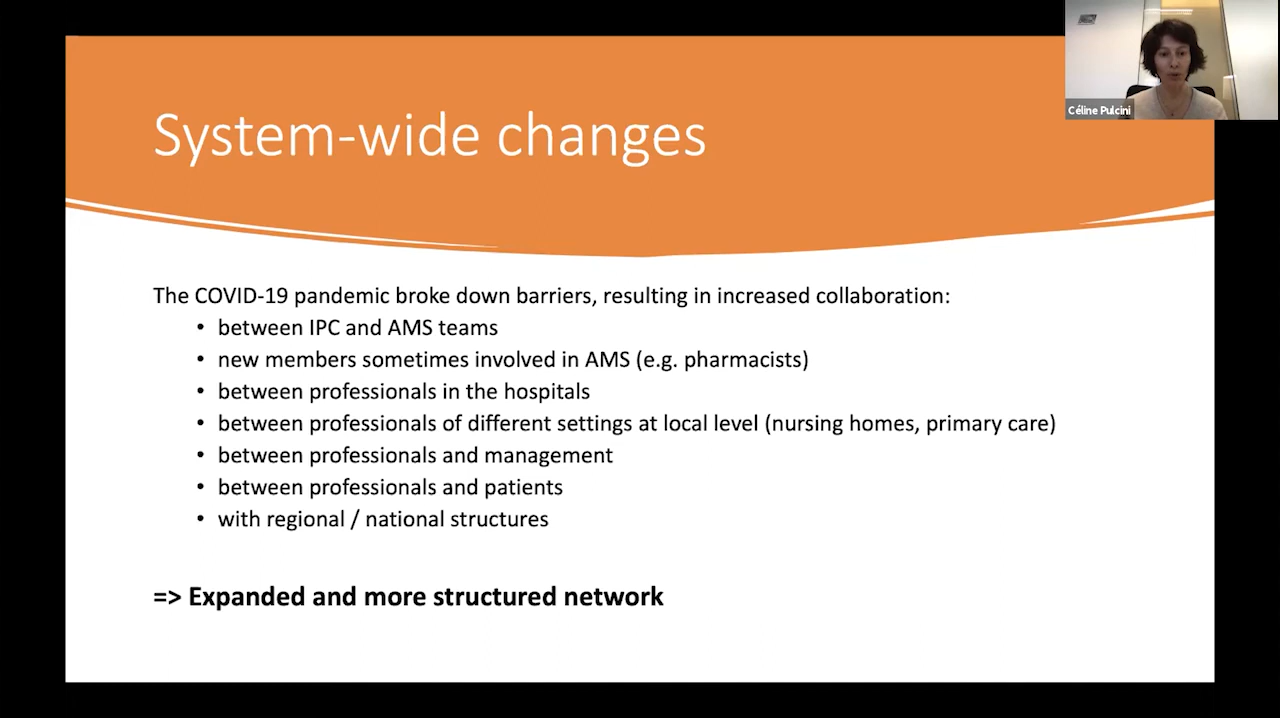 Céline Pulcini
System-wide changes
The COVID-19 pandemic broke down barriers, resulting in increased collaboration:
• between IPC and AMS teams
• new members sometimes involved in AMS (e.g. pharmacists)
• between professionals in the hospitals
• between professionals of different settings at local level (nursing homes, primary care)
• between professionals and management
• between professionals and patients
• with regional / national structures
=> Expanded and more structured network